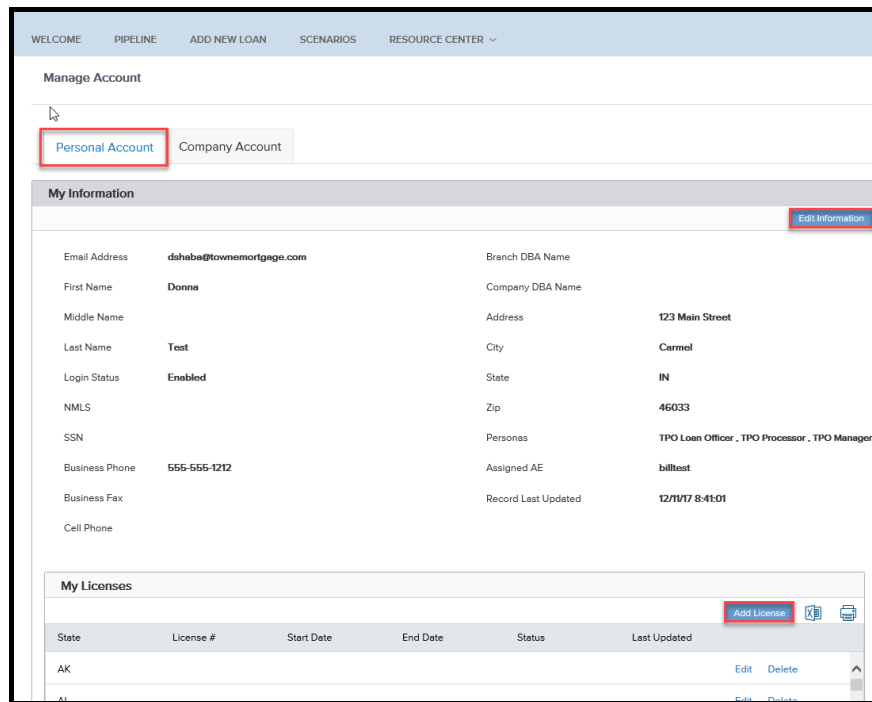 WELCOME PIPELINE ADD NEW LOAN SCENARIOS RESOURCE CENTER
Manage Account
Personal Account Company Account
My Information
Edit Information
Email Address dshaba@townemortgage.com Branch DBA Name
First Name Donna Company DBA Name
Middle Name Address 123 Main Street
Last Name Test City Carmel
Login Status Enabled State IN
NMLS Zip 46033
SSN Personas TPO Loan Officer , TPO Processor , TPO Manager
Business Phone 555-555-1212 Assigned AE billtest
Business Fax Record Last Updated 12/11/17 8:41:01
Cell Phone
My Licenses
Add License
State License # Start Date End Date Status Last Updated
AK Edit Delete
AL Edit Delete